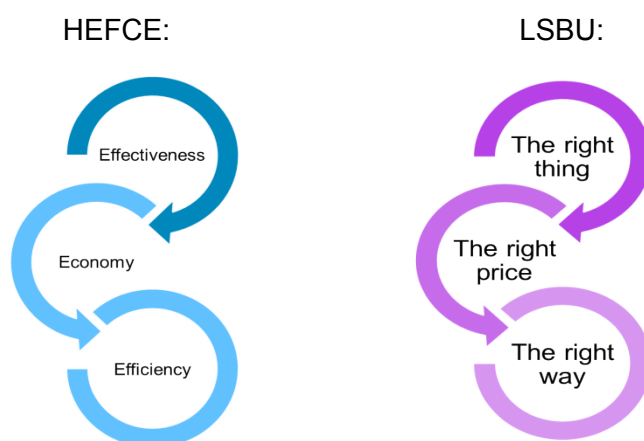 HEFCE:
Effectiveness
Economy
Efficiency
LSBU:
The right
thing
The right
price
The right
way